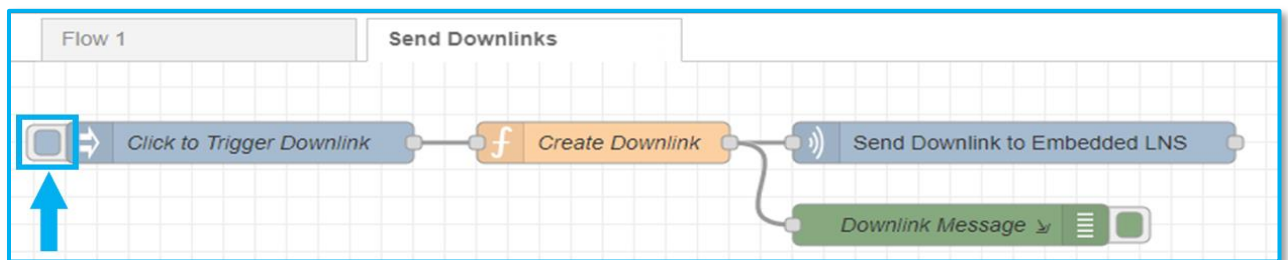 Flow 1
Send Downlinks
Click to Trigger Downlink
Create Downlink
Send Downlink to Embedded LNS
Downlink Message